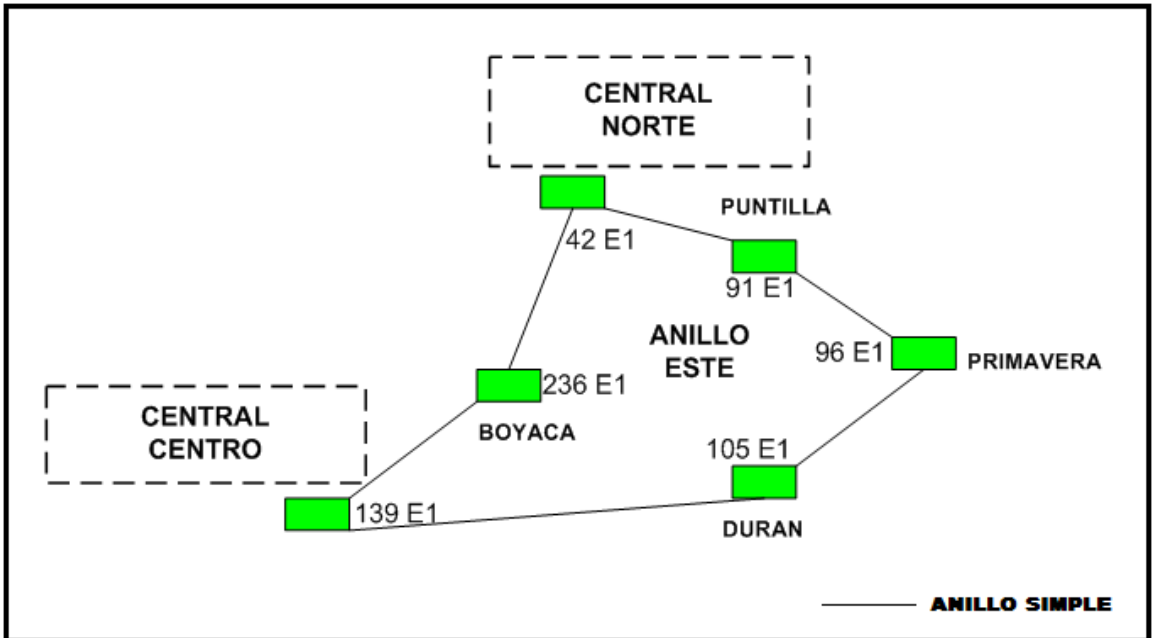 CENTRAL
NORTE
PUNTILLA
42 E1
91 E1
ANILLO
ESTE
96 E1
PRIMAVERA
236 E1
CENTRAL
CENTRO
BOYACA
105 E1
139 E1
DURAN
ANILLO SIMPLE